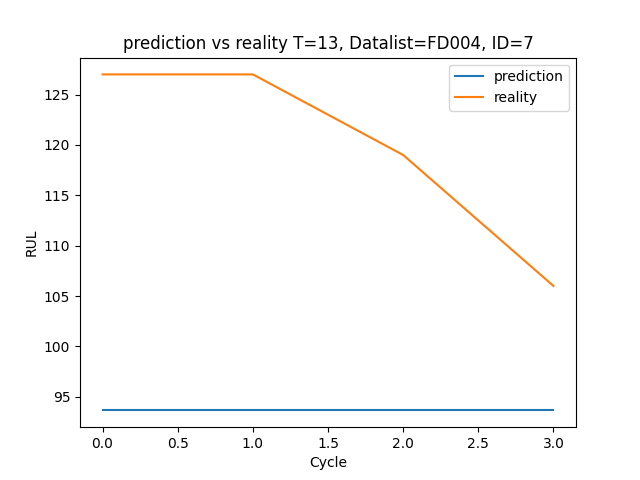 prediction vs reality T=13, Datalist=FD004, ID=7
prediction
reality
RUL
125
120
115
110
105
100
95
0.0 0.5 1.0 1.5 2.0 2.5 3.0
Cycle